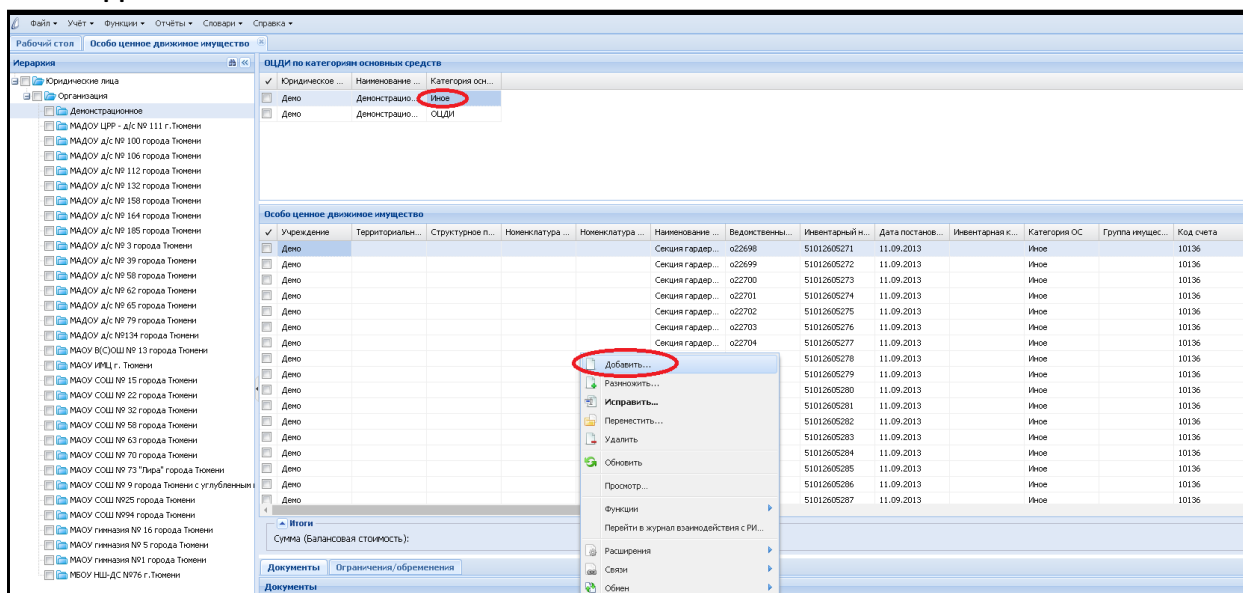 Файл Учёт Функции Отчёты Словари Справка
Рабочий стол Особо ценное движимое имущество
Иерархия
Юридические лица
Организация
Демонстрационное
МАДОУ ЦРР - д/с № 111 г.Тюмени
МАДОУ д/с № 100 города Тюмени
МАДОУ д/с № 106 города Тюмени
МАДОУ д/с № 112 города Тюмени
МАДОУ д/с № 132 города Тюмени
МАДОУ д/с № 158 города Тюмени
МАДОУ д/с № 164 города Тюмени
МАДОУ д/с № 185 города Тюмени
МАДОУ д/с № 3 города Тюмени
МАДОУ д/с № 39 города Тюмени
МАДОУ д/с № 58 города Тюмени
МАДОУ д/с № 62 города Тюмени
МАДОУ д/с № 65 города Тюмени
МАДОУ д/с № 79 города Тюмени
МАДОУ д/с №134 города Тюмени
МАОУ В(С)ОШ № 13 города Тюмени
МАОУ ИМЦ г. Тюмени
МАОУ СОШ № 15 города Тюмени
МАОУ СОШ № 22 города Тюмени
МАОУ СОШ № 32 города Тюмени
МАОУ СОШ № 58 города Тюмени
МАОУ СОШ № 63 города Тюмени
МАОУ СОШ № 70 города Тюмени
МАОУ СОШ № 73 "Лира" города Тюмени
МАОУ СОШ № 9 города Тюмени с углубленным
МАОУ СОШ №25 города Тюмени
МАОУ СОШ №94 города Тюмени
МАОУ гимназия № 16 города Тюмени
МАОУ гимназия № 5 города Тюмени
МАОУ гимназия №1 города Тюмени
МБОУ НШ-ДС №76 г.Тюмени
ОЦДИ по категориям основных средств
Юридическое ... Наименование ... Категория осн...
Демо Демонстрацио... Иное
Демо Демонстрацио... ОЦДИ
Особо ценное движимое имущество
Учреждение Территориальн... Структурное п... Номенклатура ... Номенклатура ... Наименование ... Ведомственны... Инвентарный н... Дата постанов... Инвентарная к... Категория ОС Группа имущес... Код счета
Демо Секция гардер... о22698 51012605271 11.09.2013 Иное 10136
Демо Секция гардер... о22699 51012605272 11.09.2013 Иное 10136
Демо Секция гардер... о22700 51012605273 11.09.2013 Иное 10136
Демо Секция гардер... о22701 51012605274 11.09.2013 Иное 10136
Демо Секция гардер... о22702 51012605275 11.09.2013 Иное 10136
Демо Секция гардер... о22703 51012605276 11.09.2013 Иное 10136
Демо Секция гардер... о22704 51012605277 11.09.2013 Иное 10136
Демо 51012605278 11.09.2013 Иное 10136
Демо 51012605279 11.09.2013 Иное 10136
Демо 51012605280 11.09.2013 Иное 10136
Демо 51012605281 11.09.2013 Иное 10136
Демо 51012605282 11.09.2013 Иное 10136
Демо 51012605283 11.09.2013 Иное 10136
Демо 51012605284 11.09.2013 Иное 10136
Демо 51012605285 11.09.2013 Иное 10136
Демо 51012605286 11.09.2013 Иное 10136
Демо 51012605287 11.09.2013 Иное 10136
Добавить...
Размножить...
Исправить...
Переместить...
Удалить
Обновить
Просмотр...
Функции
Перейти в журнал взаимодействия с РИ...
Расширения
Связи
Обмен
Итоги
Сумма (Балансовая стоимость):
Документы Ограничения/обременения
Документы